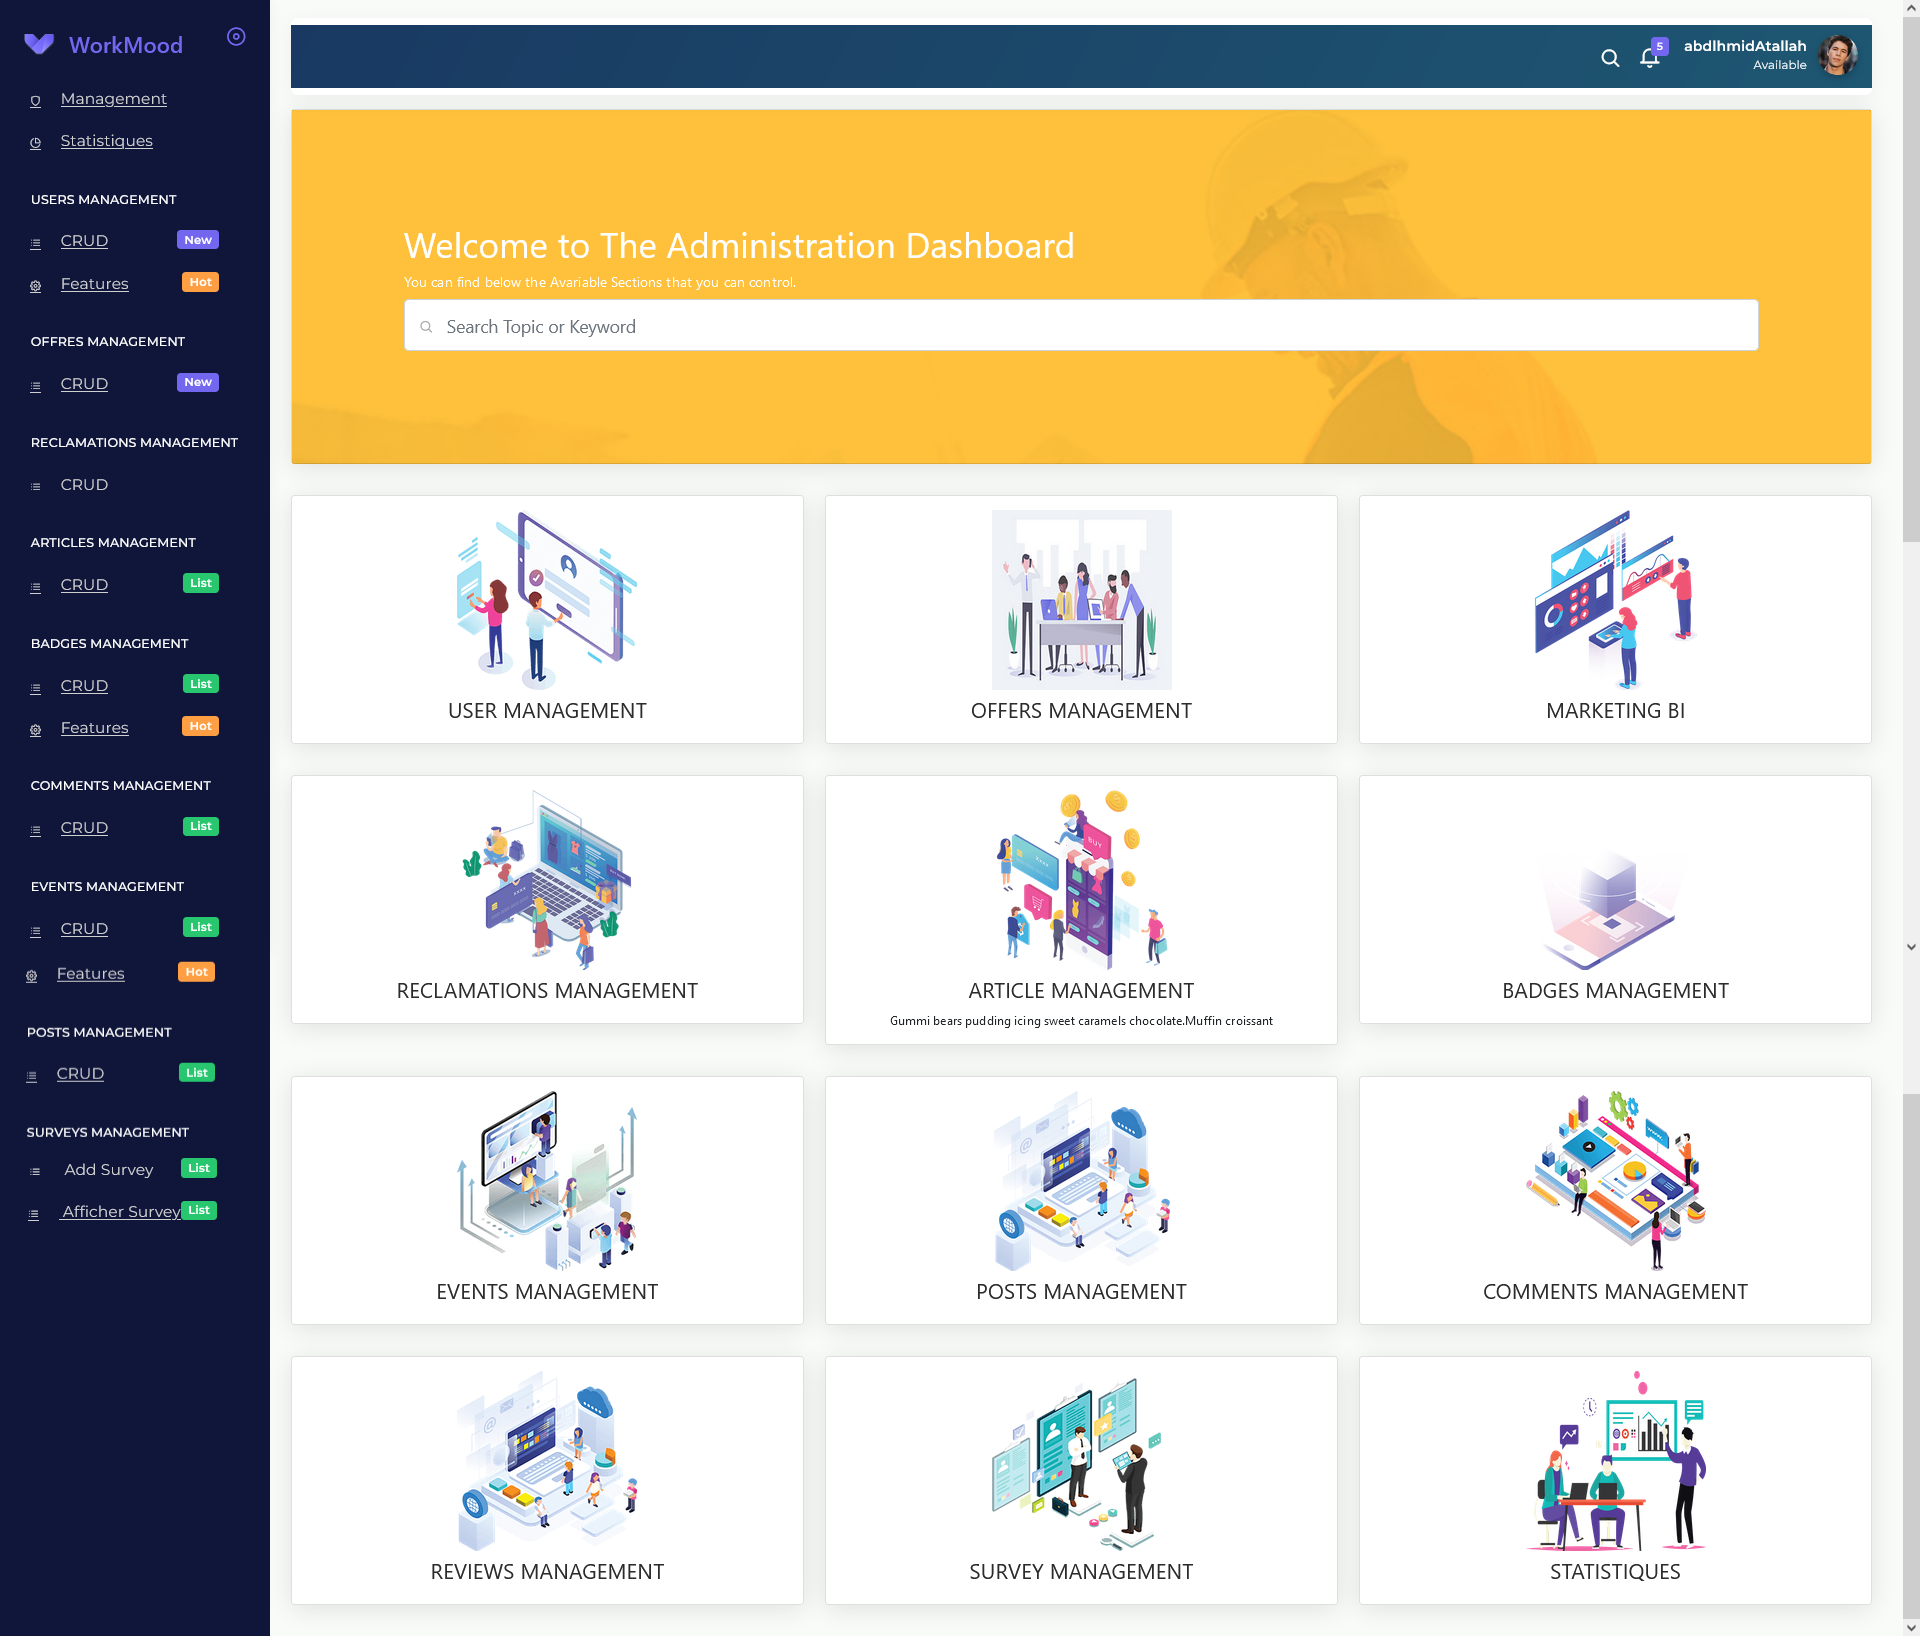 WorkMood
Management
Statistiques
USERS MANAGEMENT
CRUD New
Features Hot
OFFRES MANAGEMENT
CRUD New
RECLAMATIONS MANAGEMENT
CRUD
ARTICLES MANAGEMENT
CRUD List
BADGES MANAGEMENT
CRUD List
Features Hot
COMMENTS MANAGEMENT
CRUD List
EVENTS MANAGEMENT
CRUD List
Features Hot
POSTS MANAGEMENT
CRUD List
SURVEYS MANAGEMENT
Add Survey List
Afficher Survey List
5
abdlhmidAtallah
Available
Welcome to The Administration Dashboard
You can find below the Avariable Sections that you can control.
Search Topic or Keyword
USER MANAGEMENT
OFFERS MANAGEMENT
MARKETING BI
RECLAMATIONS MANAGEMENT
BUY
ARTICLE MANAGEMENT
Gummi bears pudding icing sweet caramels chocolate.Muffin croissant
BADGES MANAGEMENT
EVENTS MANAGEMENT
POSTS MANAGEMENT
COMMENTS MANAGEMENT
REVIEWS MANAGEMENT
SURVEY MANAGEMENT
STATISTIQUES